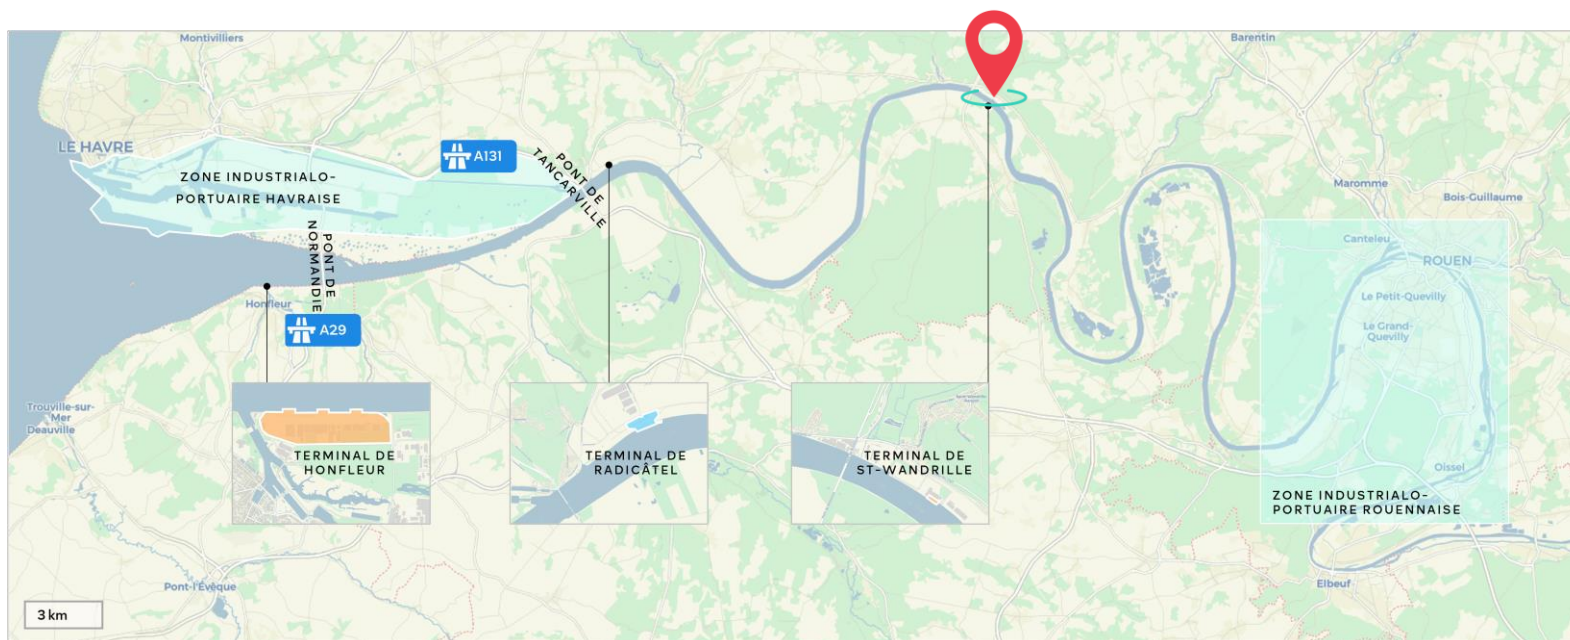 Montivilliers
Barentin
LE HAVRE
A131
PONT DE
TANCARVILLE
ZONE INDUSTRIALO-
PORTUAIRE HAVRAISE
Maromme
Bois-Guillaume
PONT DE
NORMANDIE
Canteleu
ROUEN
Honfleur
Le Petit-Quevilly
A29
Le Grand-
Quevilly
Trouville-sur-
Mer
Deauville
TERMINAL DE
HONFLEUR
TERMINAL DE
RADICÂTEL
TERMINAL DE
ST-WANDRILLE
Oissel
ZONE INDUSTRIALO-
PORTUAIRE ROUENNAISE
Pont-l'Évêque
Elbeuf
3 km